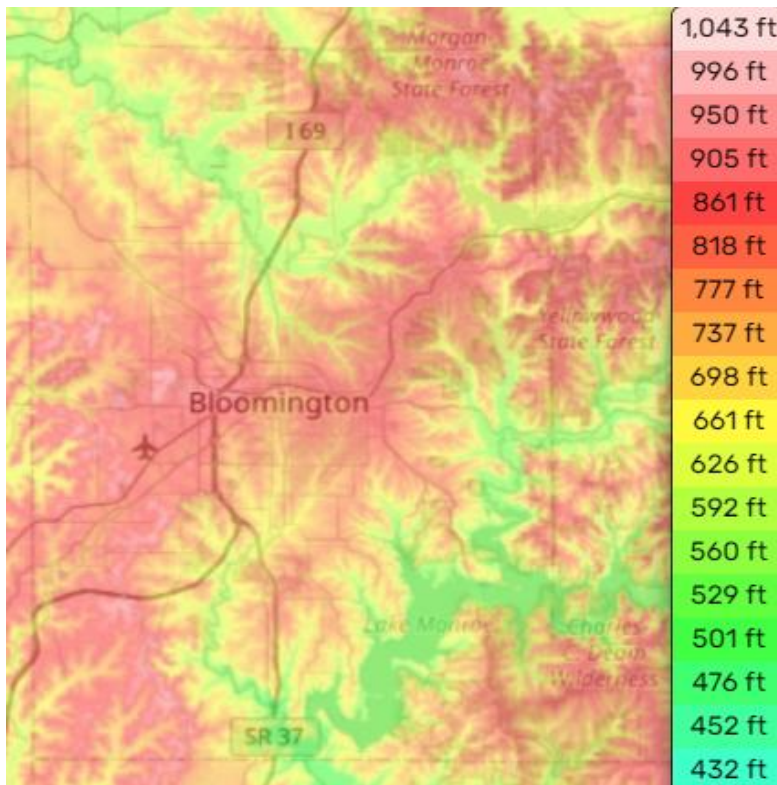 Morgan-
Monroe
State Forest
I 69
Yellowwood
State Forest
Bloomington
Lake Monroe
Charles
C Deam
Wilderness
SR 37
1,043 ft
996 ft
950 ft
905 ft
861 ft
818 ft
777 ft
737 ft
698 ft
661 ft
626 ft
592 ft
560 ft
529 ft
501 ft
476 ft
452 ft
432 ft